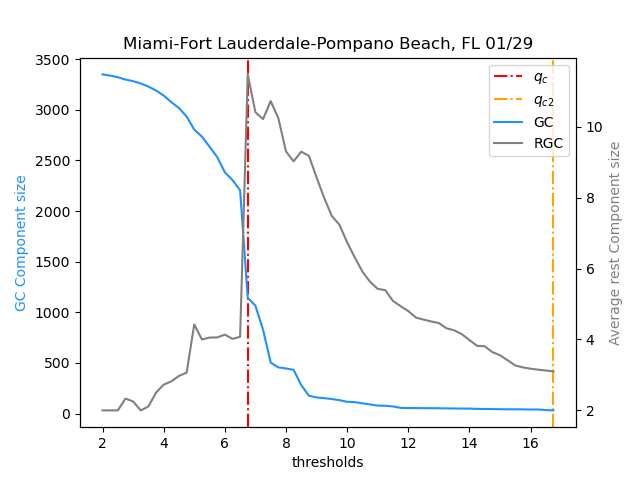 Miami-Fort Lauderdale-Pompano Beach, FL 01/29
GC Component size
3500
3000
2500
2000
1500
1000
500
0
q_c
q_c2
GC
RGC
10
8
6
4
2
Average rest Component size
2 4 6 8 10 12 14 16
thresholds